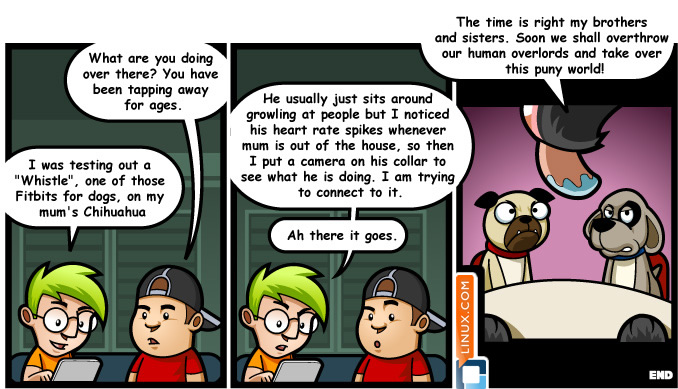 What are you doing
over there? You have
been tapping away
for ages.
I was testing out a
"Whistle", one of those
Fitbits for dogs, on my
mum's Chihuahua
He usually just sits around
growling at people but I noticed
his heart rate spikes whenever
mum is out of the house, so then
I put a camera on his collar to
see what he is doing. I am trying
to connect to it.
Ah there it goes.
The time is right my brothers
and sisters. Soon we shall overthrow
our human overlords and take over
this puny world!
LINUX.COM
END